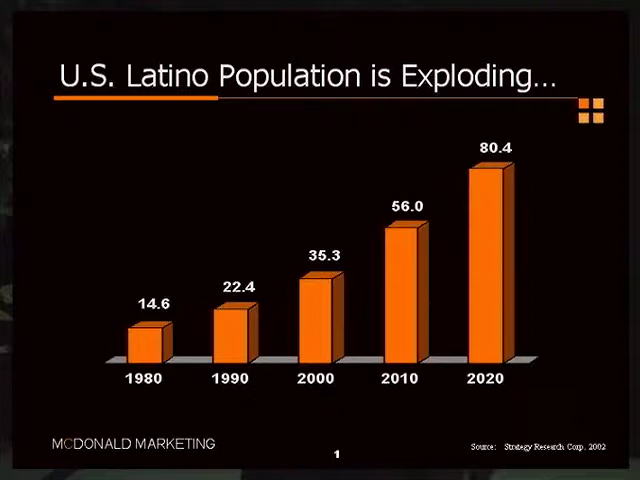 U.S. Latino Population is Exploding...
80.4
56.0
35.3
22.4
14.6
1980 1990 2000 2010 2020
MCDONALD MARKETING
Source: Strategy Research Corp, 2002
1